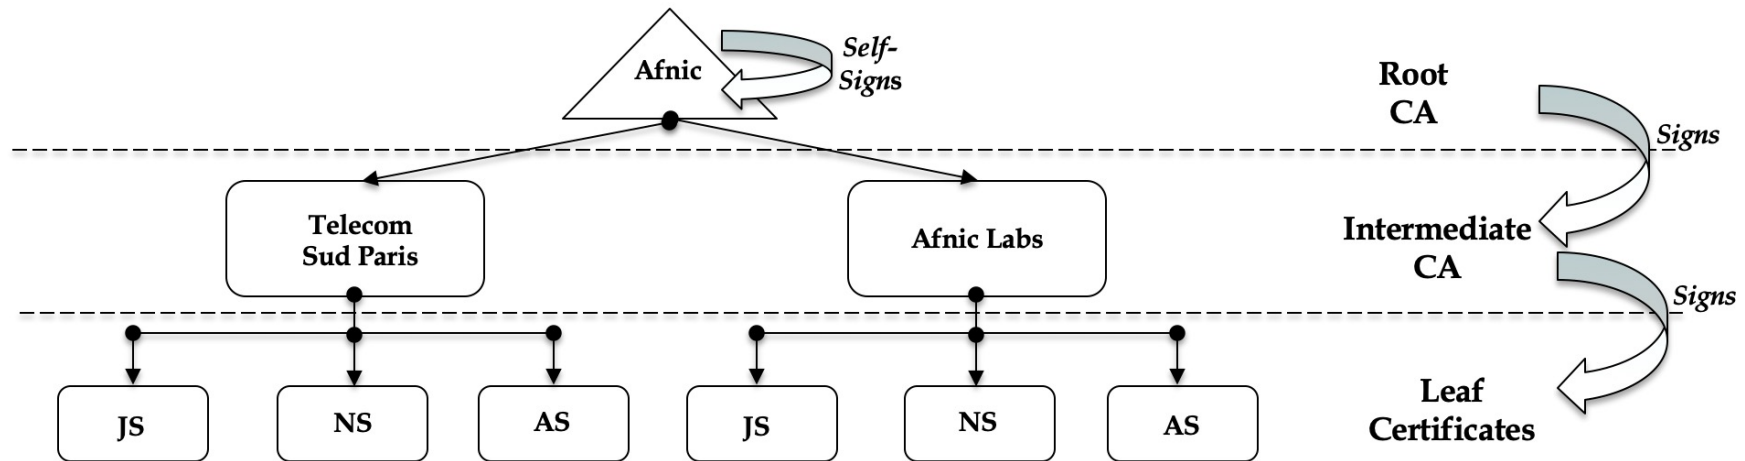 Afnic
Self-
Signs
Root
CA
Signs
Telecom
Sud Paris
Afnic Labs
Intermediate
CA
Signs
JS
NS
AS
JS
NS
AS
Leaf
Certificates